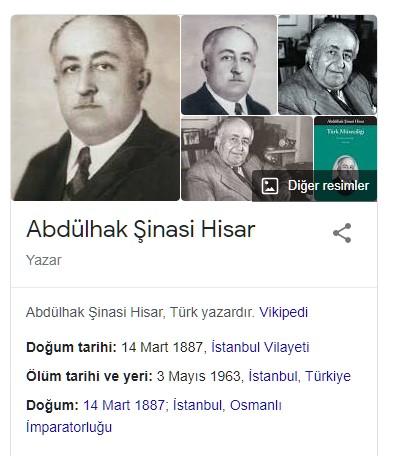 Abdülhak Şinasi Hisar
Türk Müzeciliği
Diğer resimler
Abdülhak Şinasi Hisar
Yazar
Abdülhak Şinasi Hisar, Türk yazardır. Vikipedi
Doğum tarihi: 14 Mart 1887, İstanbul Vilayeti
Ölüm tarihi ve yeri: 3 Mayıs 1963, İstanbul, Türkiye
Doğum: 14 Mart 1887; İstanbul, Osmanlı
İmparatorluğu